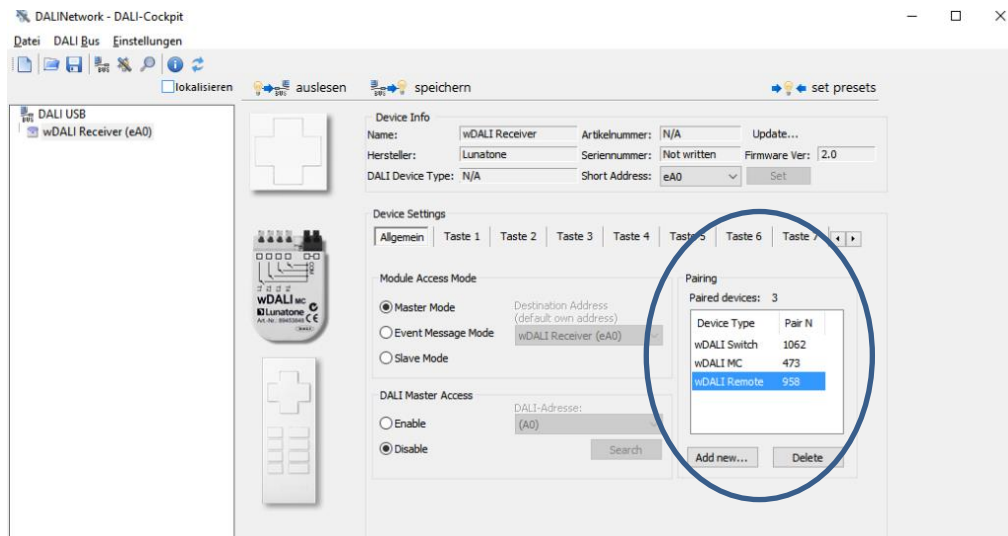 DALINetwork - DALI-Cockpit
Datei DALI Bus Einstellungen
lokalisieren auslesen speichern set presets
DALI USB
wDALI Receiver (eA0)
Device Info
Name: wDALI Receiver Artikelnummer: N/A Update...
Hersteller: Lunatone Seriennummer: Not written Firmware Ver: 2.0
DALI Device Type: N/A Short Address: eA0 Set
Device Settings
Allgemein Taste 1 Taste 2 Taste 3 Taste 4 Taste 5 Taste 6 Taste 7
Module Access Mode
Master Mode
Event Message Mode
Slave Mode
Destination Address
(default own address)
wDALI Receiver (eA0)
DALI Master Access
Enable
Disable
DALI-Adresse:
(A0)
Search
Pairing
Paired devices: 3
Device Type Pair N
wDALI Switch 1062
wDALI MC 473
wDALI Remote 958
Add new... Delete
COM
wDALI MC
Lunatone CE